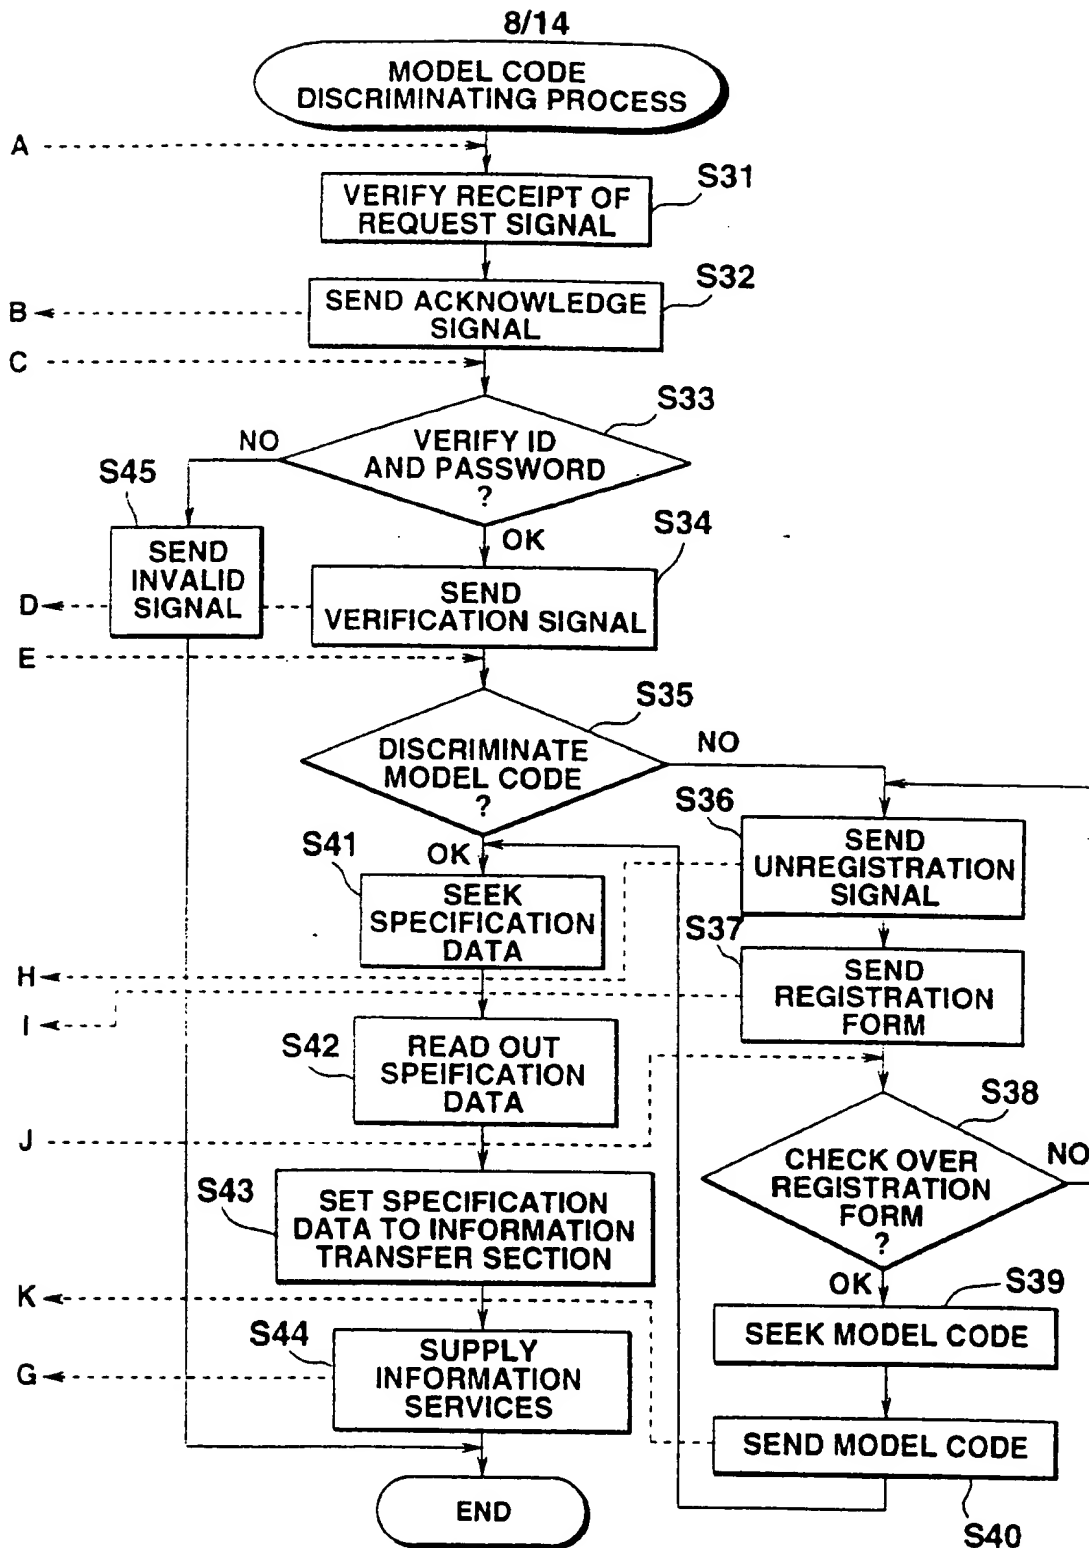 8/14
MODEL CODE
DISCRIMINATING PROCESS
A
S31
VERIFY RECEIPT OF
REQUEST SIGNAL
S32
SEND ACKNOWLEDGE
SIGNAL
B
C
S33
VERIFY ID
AND PASSWORD
?
NO
S45
SEND
INVALID
SIGNAL
OK
S34
SEND
VERIFICATION SIGNAL
D
E
S35
DISCRIMINATE
MODEL CODE
?
NO
S36
SEND
UNREGISTRATION
SIGNAL
OK
S41
SEEK
SPECIFICATION
DATA
S37
SEND
REGISTRATION
FORM
H
I
S42
READ OUT
SPEIFICATION
DATA
J
S38
CHECK OVER
REGISTRATION
FORM
?
NO
S43
SET SPECIFICATION
DATA TO INFORMATION
TRANSFER SECTION
OK
S39
SEEK MODEL CODE
K
S44
SUPPLY
INFORMATION
SERVICES
G
SEND MODEL CODE
S40
END